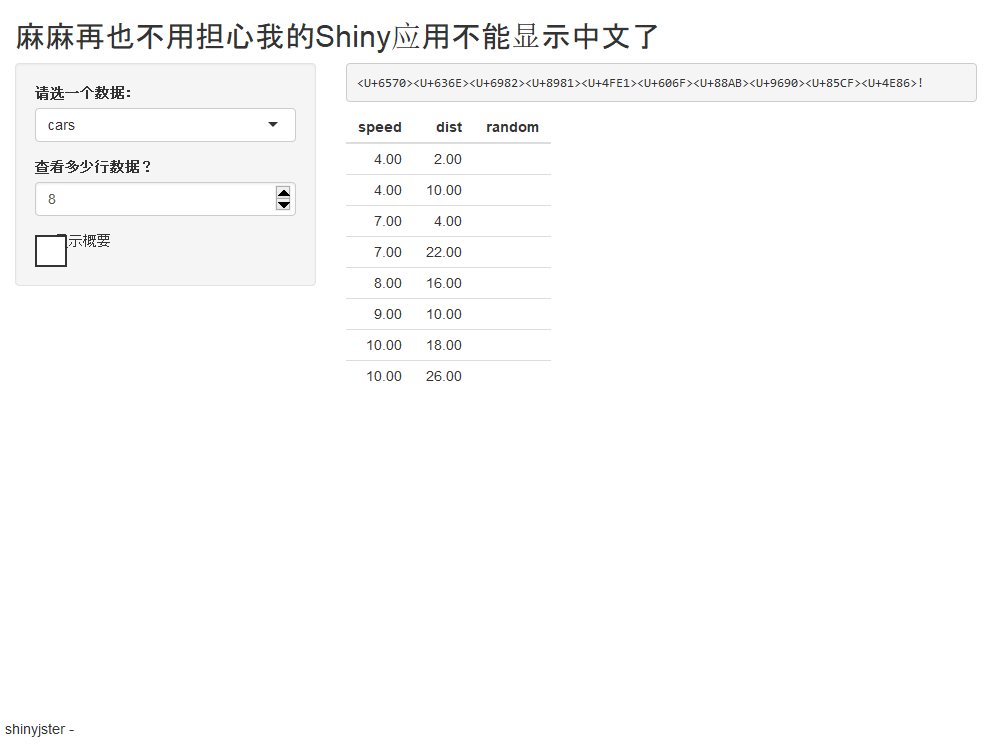 麻麻再也不用担心我的Shiny应用不能显示中文了
请选一个数据:
cars
查看多少行数据？
8
示概要
<U+6570><U+636E><U+6982><U+8981><U+4FE1><U+606F><U+88AB><U+9690><U+85CF><U+4E86>!
speed dist random
4.00 2.00
4.00 10.00
7.00 4.00
7.00 22.00
8.00 16.00
9.00 10.00
10.00 18.00
10.00 26.00
shinyjster -